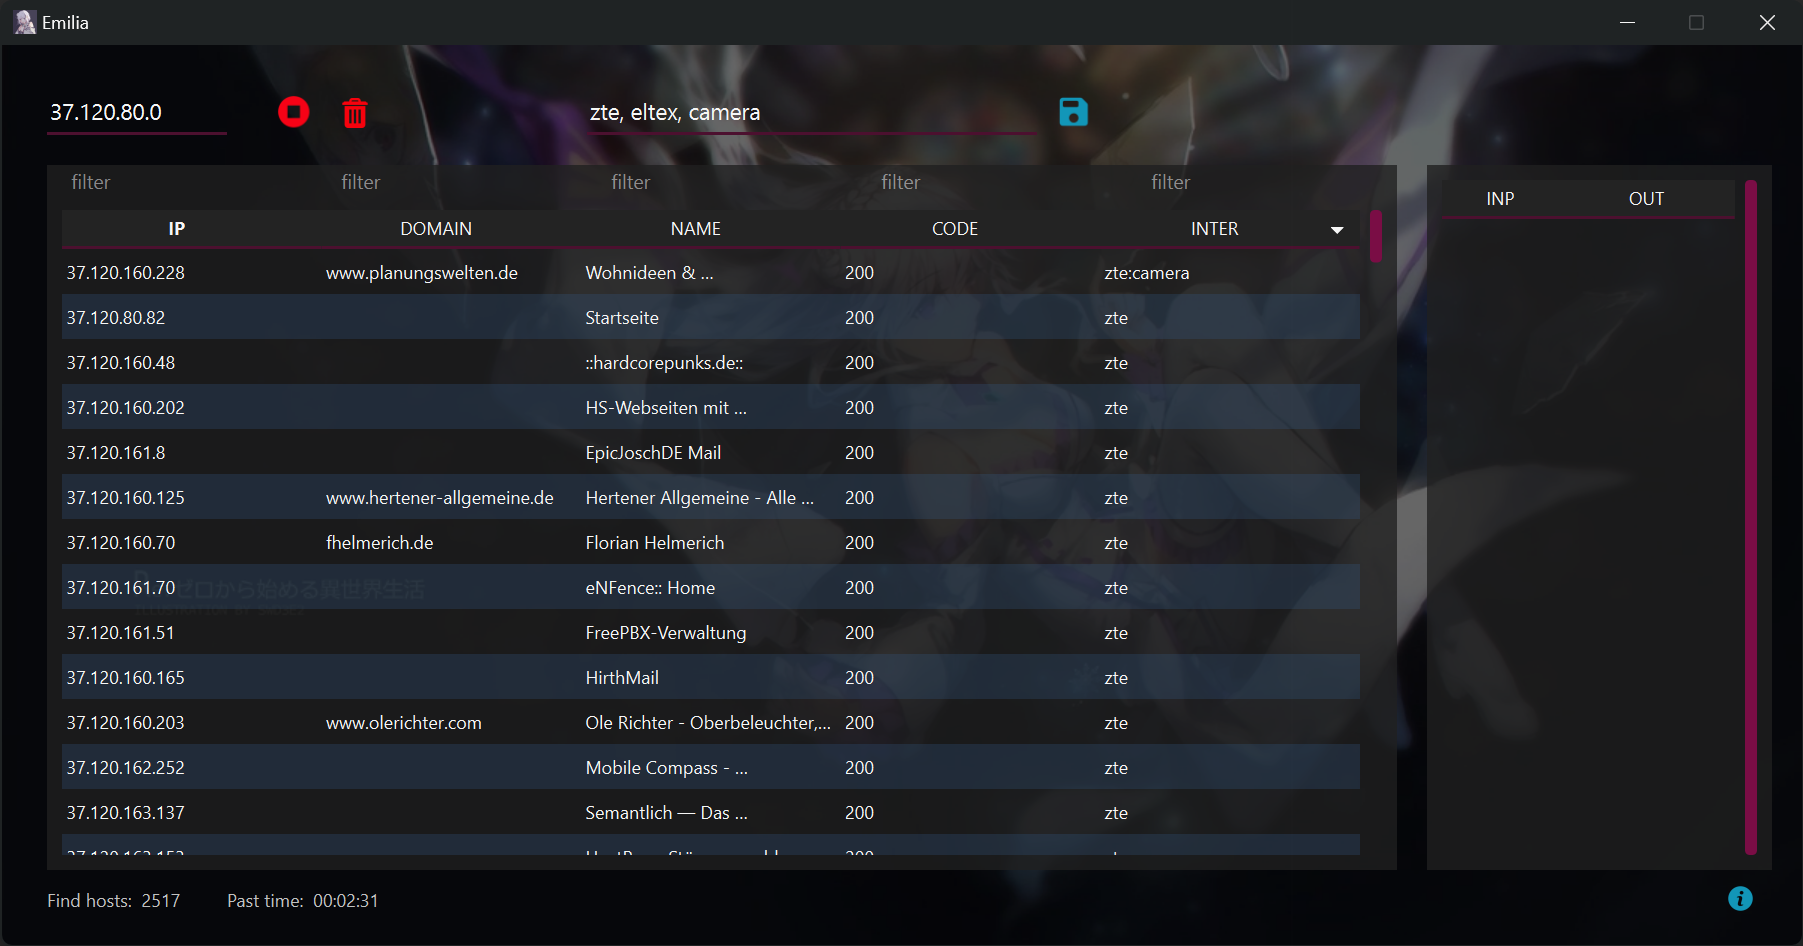 Emilia
37.120.80.0 zte, eltex, camera
filter filter filter filter filter
INP OUT
IP DOMAIN NAME CODE INTER
37.120.160.228 www.planungswelten.de Wohnideen & ... 200 zte:camera
37.120.80.82 Startseite 200 zte
37.120.160.48 ::hardcorepunks.de:: 200 zte
37.120.160.202 HS-Webseiten mit ... 200 zte
37.120.161.8 EpicJoschDE Mail 200 zte
37.120.160.125 www.hertener-allgemeine.de Hertener Allgemeine - Alle ... 200 zte
37.120.160.70 fhelmerich.de Florian Helmerich 200 zte
37.120.161.70 eNFence:: Home 200 zte
ゼロから始める異世界生活
37.120.161.51 FreePBX-Verwaltung 200 zte
37.120.160.165 HirthMail 200 zte
37.120.160.203 www.olerichter.com Ole Richter - Oberbeleuchter,... 200 zte
37.120.162.252 Mobile Compass - ... 200 zte
37.120.163.137 Semantlich — Das ... 200 zte
Find hosts: 2517 Past time: 00:02:31